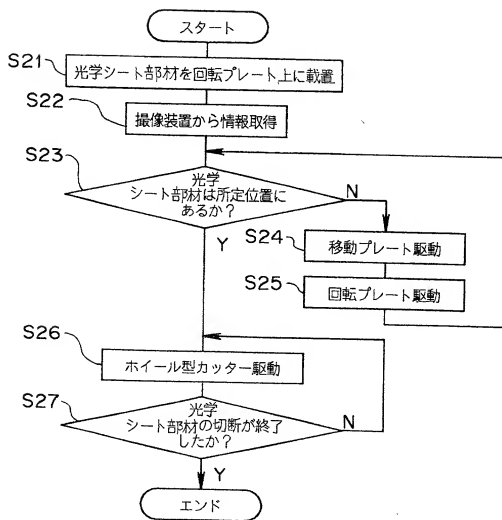 スタート
S21
光学シート部材を回転プレート上に載置
S22
撮像装置から情報取得
S23
光学
シート部材は所定位置に
あるか？
N
Y
S24
移動プレート駆動
S25
回転プレート駆動
S26
ホイール型カッター駆動
S27
光学
シート部材の切断が終了
したか？
N
Y
エンド